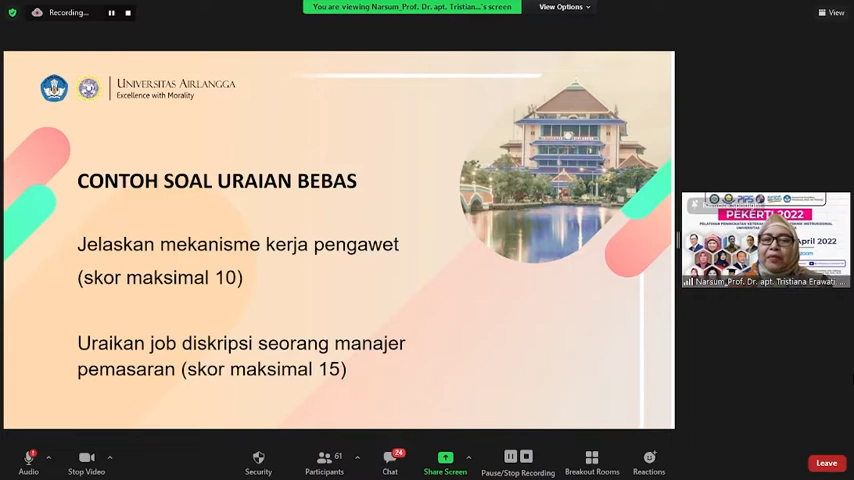 Recording...
You are viewing Narsum_Prof. Dr. apt. Tristian...'s screen
View Options
View
UNIVERSITAS AIRLANGGA
Excellence with Morality
CONTOH SOAL URAIAN BEBAS
Jelaskan mekanisme kerja pengawet
(skor maksimal 10)
Uraikan job diskripsi seorang manajer
pemasaran (skor maksimal 15)
PEKERTI 2022
April 2022
Narsum_Prof. Dr. apt. Tristiana Erawati...
Audio
Stop Video
Security
Participants
61
Chat
24
Share Screen
Pause/Stop Recording
Breakout Rooms
Reactions
Leave